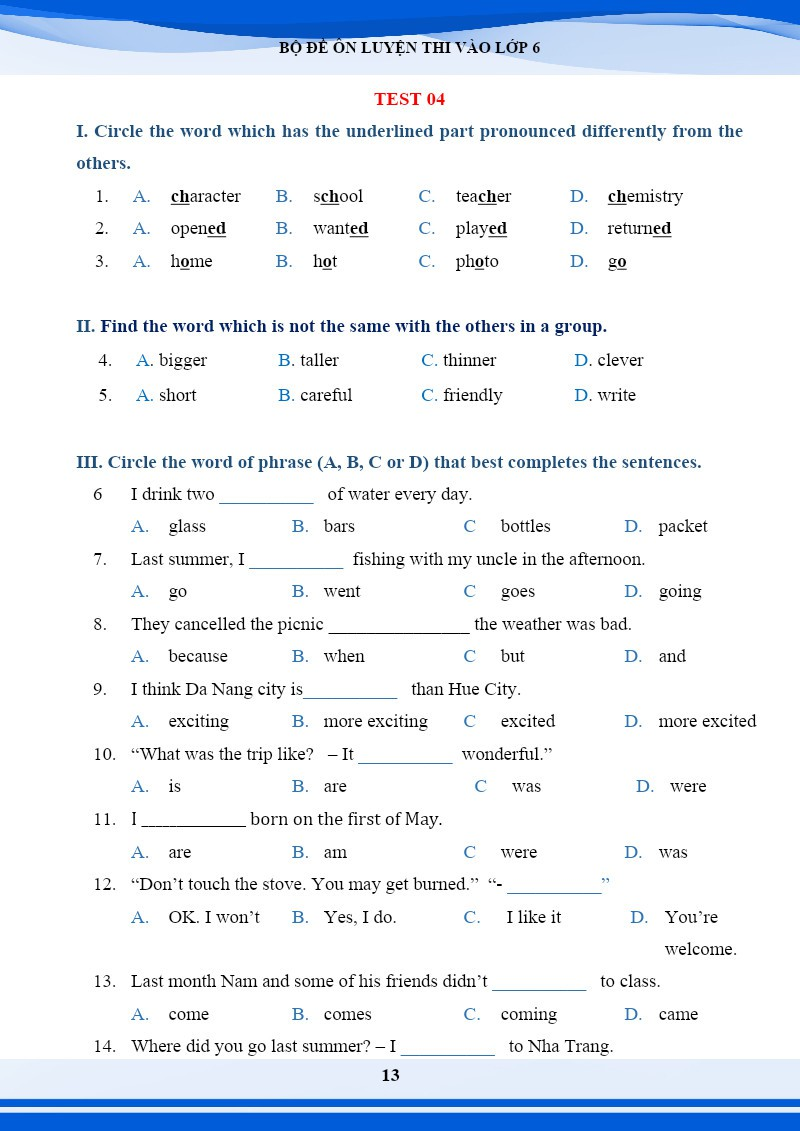 BỘ ĐỀ ÔN LUYỆN THI VÀO LỚP 6
TEST 04
I. Circle the word which has the underlined part pronounced differently from the
others.
1. A. character B. school C. teacher D. chemistry
2. A. opened B. wanted C. played D. returned
3. A. home B. hot C. photo D. go
II. Find the word which is not the same with the others in a group.
4. A. bigger B. taller C. thinner D. clever
5. A. short B. careful C. friendly D. write
III. Circle the word of phrase (A, B, C or D) that best completes the sentences.
6 I drink two __________ of water every day.
A. glass B. bars C bottles D. packet
7. Last summer, I __________ fishing with my uncle in the afternoon.
A. go B. went C goes D. going
8. They cancelled the picnic _______________ the weather was bad.
A. because B. when C but D. and
9. I think Da Nang city is__________ than Hue City.
A. exciting B. more exciting C excited D. more excited
10. “What was the trip like? – It __________ wonderful.”
A. is B. are C was D. were
11. I ___________ born on the first of May.
A. are B. am C were D. was
12. “Don’t touch the stove. You may get burned.” “- __________”
A. OK. I won’t B. Yes, I do. C. I like it D. You’re
welcome.
13. Last month Nam and some of his friends didn’t __________ to class.
A. come B. comes C. coming D. came
14. Where did you go last summer? – I __________ to Nha Trang.
13